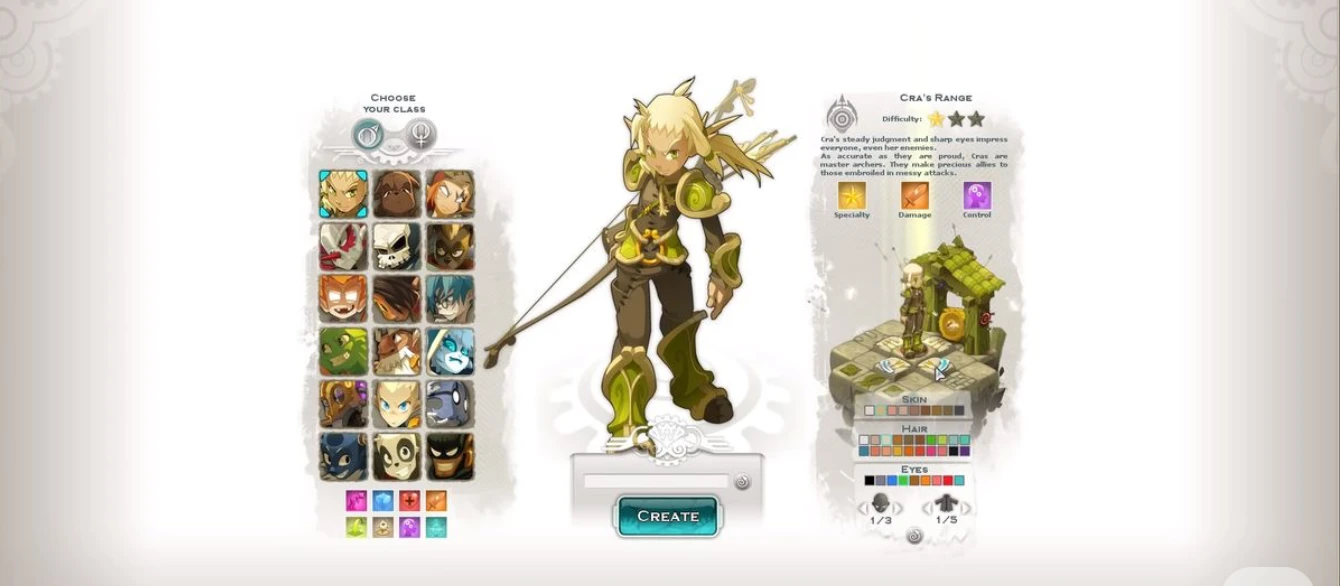 Choose
your class
Cra's Range
Difficulty:
Cra's steady judgment and sharp eyes impress
everyone, even her enemies.
As accurate as they are proud, Cras are
master archers. They make precious allies to
those embroiled in messy attacks.
Specialty Damage Control
Skin
Hair
Eyes
1/3 1/5
Create